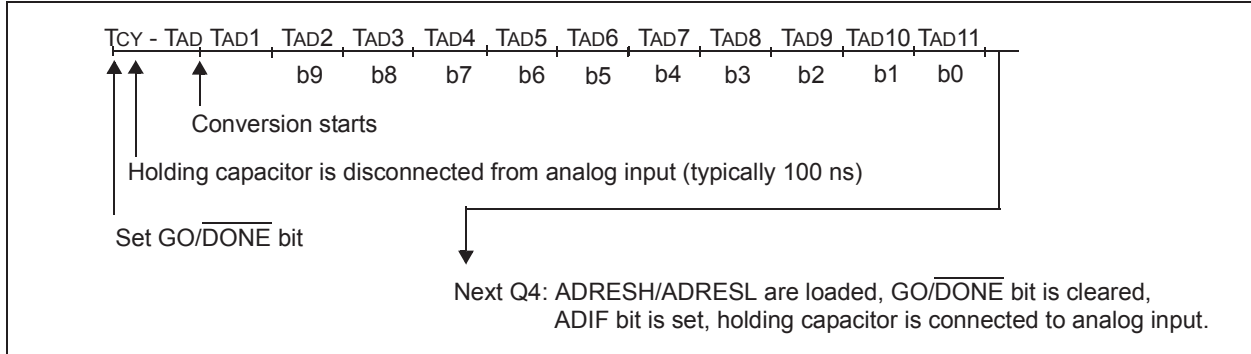 TCY - TAD TAD1 TAD2 TAD3 TAD4 TAD5 TAD6 TAD7 TAD8 TAD9 TAD10 TAD11
b9 b8 b7 b6 b5 b4 b3 b2 b1 b0
Conversion starts
Holding capacitor is disconnected from analog input (typically 100 ns)
Set GO/DONE bit
Next Q4: ADRESH/ADRESL are loaded, GO/DONE bit is cleared,
ADIF bit is set, holding capacitor is connected to analog input.